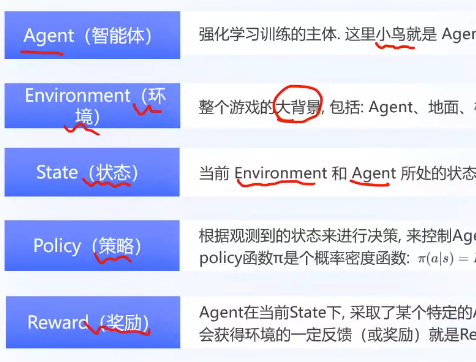 Agent（智能体）
强化学习训练的主体. 这里小鸟就是 Agen
Environment（环
境）
整个游戏的大背景, 包括: Agent、地面、
State（状态）
当前 Environment 和 Agent 所处的状态
Policy（策略）
根据观测到的状态来进行决策, 来控制Age
policy函数π是个概率密度函数: π(a|s) =
Reward（奖励）
Agent在当前State下, 采取了某个特定的A
会获得环境的一定反馈（或奖励）就是Re